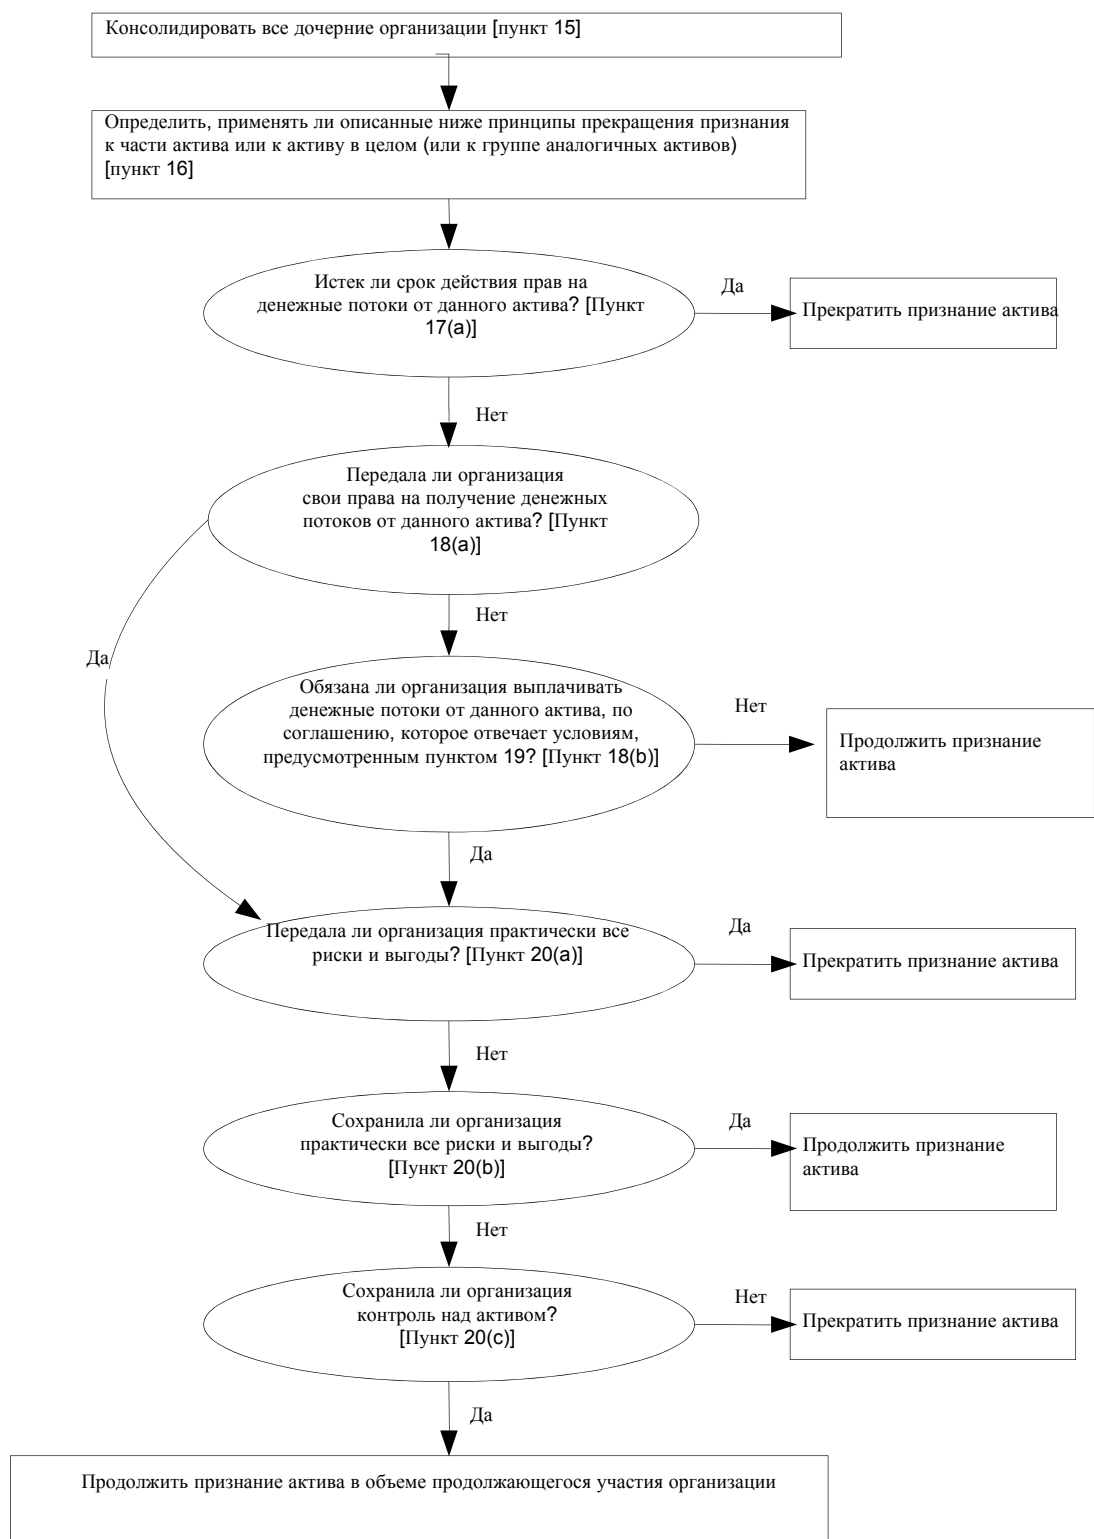 Консолидировать все дочерние организации [пункт 15]
Определить, применять ли описанные ниже принципы прекращения признания
к части актива или к активу в целом (или к группе аналогичных активов)
[пункт 16]
Истек ли срок действия прав на
денежные потоки от данного актива? [Пункт
17(a)]
Да
Прекратить признание актива
Нет
Передала ли организация
свои права на получение денежных
потоков от данного актива? [Пункт
18(a)]
Нет
Да
Обязана ли организация выплачивать
денежные потоки от данного актива, по
соглашению, которое отвечает условиям,
предусмотренным пунктом 19? [Пункт 18(b)]
Нет
Продолжить признание
актива
Да
Передала ли организация практически все
риски и выгоды? [Пункт 20(a)]
Да
Прекратить признание актива
Нет
Сохранила ли организация
практически все риски и выгоды?
[Пункт 20(b)]
Да
Продолжить признание
актива
Нет
Сохранила ли организация
контроль над активом?
[Пункт 20(c)]
Нет
Прекратить признание актива
Да
Продолжить признание актива в объеме продолжающегося участия организации